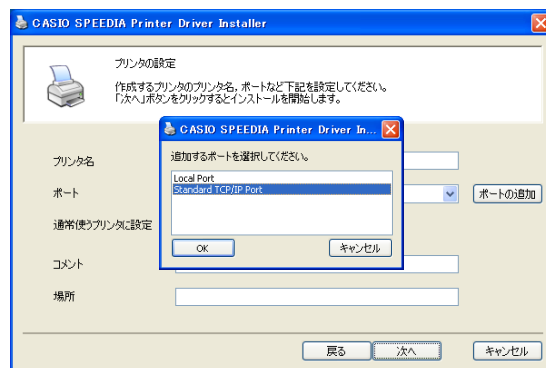 CASIO SPEEDIA Printer Driver Installer
プリンタの設定
作成するプリンタのプリンタ名, ポートなど下記を設定してください。
「次へ」ボタンをクリックするとインストールを開始します。
CASIO SPEEDIA Printer Driver In...
追加するポートを選択してください。
Local Port
Standard TCP/IP Port
OK
キャンセル
プリンタ名
ポート
ポートの追加
通常使うプリンタに設定
コメント
場所
戻る
次へ
キャンセル